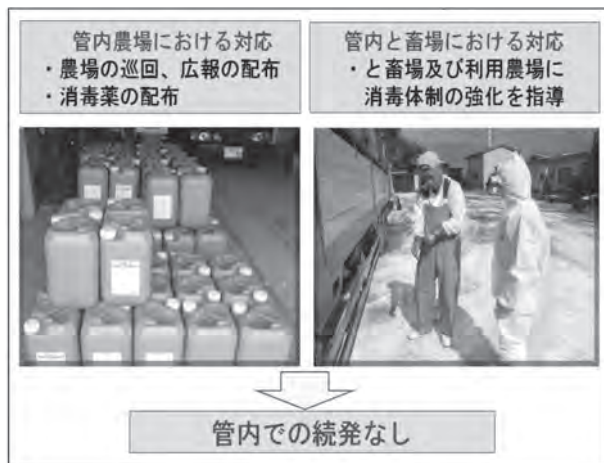 管内農場における対応
・農場の巡回、広報の配布
・消毒薬の配布
管内と畜場における対応
・と畜場及び利用農場に
消毒体制の強化を指導
管内での続発なし